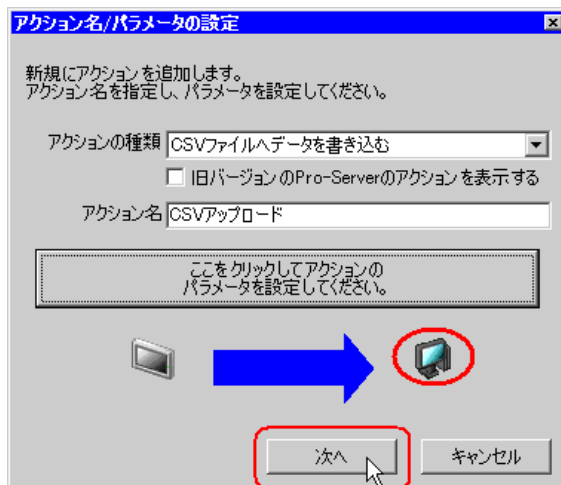 アクション名/パラメータの設定
新規にアクションを追加します。
アクション名を指定し、パラメータを設定してください。
アクションの種類 CSVファイルへデータを書き込む
旧バージョンのPro-Serverのアクションを表示する
アクション名 CSVアップロード
ここをクリックしてアクションの
パラメータを設定してください。
次へ キャンセル